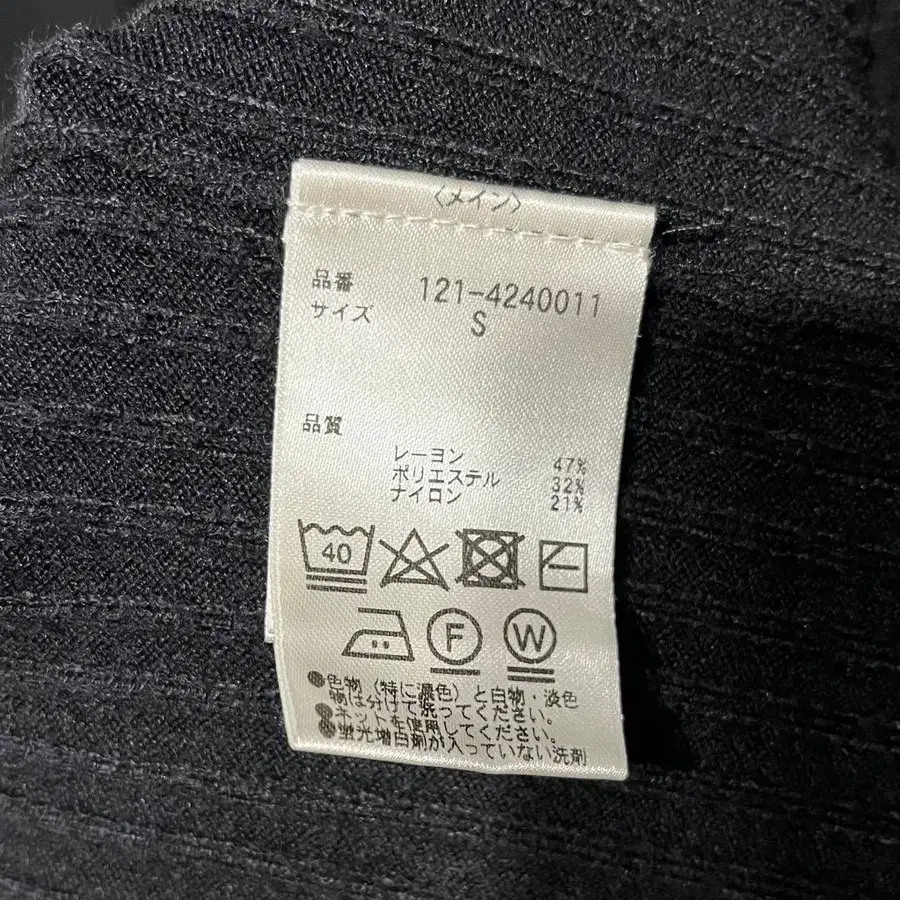 〈メイン〉
品番 121-4240011
サイズ S
品質
レーヨン 47%
ポリエステル 32%
ナイロン 21%
40
F W
●色物(特に濃色)と白物・淡色
物は分けて洗ってください。
●ネットを使用してください。
●蛍光増白剤が入っていない洗剤